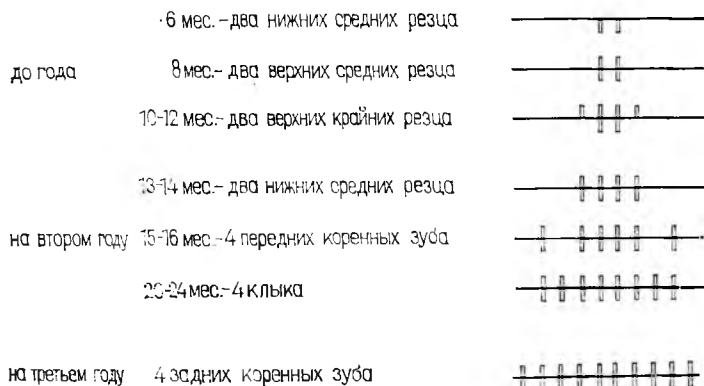 6 мес.-два нижних средних резца
до года 8 мес.-два верхних средних резца
10-12 мес.-два верхних крайних резца
13-14 мес.-два нижних средних резца
на втором году 15-16 мес.-4 передних коренных зуба
20-24 мес.-4 клыка
на третьем году 4 задних коренных зуба